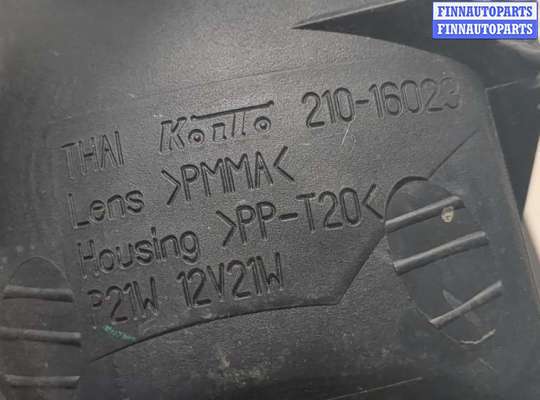 FINNAUTOPARTS
FINNAUTOPARTS
THAI Koito 210-16023
Lens >PMMA<
Housing >PP-T20<
P21W 12V21W